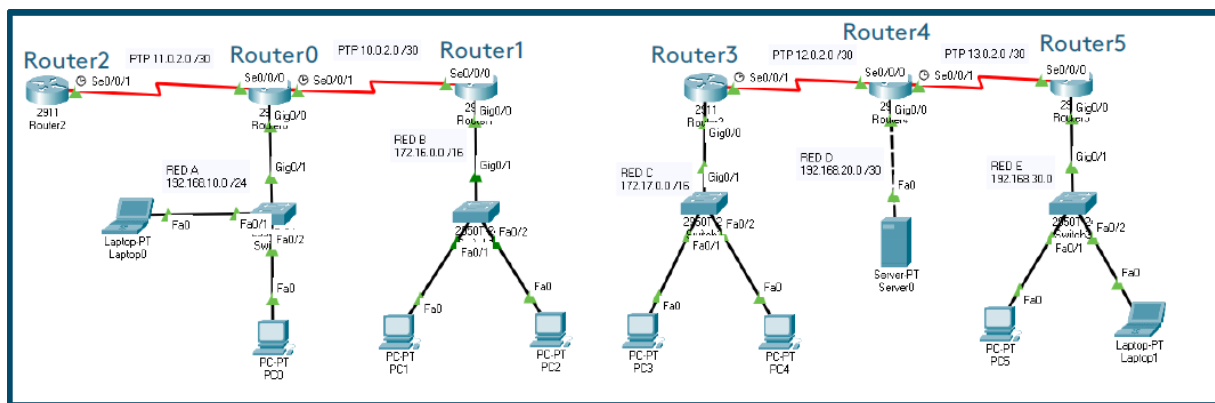 Router2
PTP 11.0.2.0 /30
Router0
PTP 10.0.2.0 /30
Router1
Router3
PTP 12.0.2.0 /30
Router4
PTP 13.0.2.0 /30
Router5
Se0/0/1
Se0/0/0
Se0/0/1
Se0/0/0
Se0/0/1
Se0/0/0
Se0/0/1
Se0/0/0
2911
Router2
Gig0/0
Gig0/0
2911
Gig0/0
Gig0/0
Gig0/0
RED A
192.168.10.0 /24
RED B
172.16.0.0 /16
RED C
172.17.0.0 /16
RED D
192.168.20.0 /30
RED E
192.168.30.0
Gig0/1
Gig0/1
Gig0/1
Gig0/1
Fa0
Laptop-PT
Laptop0
Fa0
Fa0/1
Fa0/2
Fa0/1
Fa0/2
Fa0/1
Fa0/2
Fa0/1
Fa0/2
Server-PT
Server0
Fa0
Fa0
Fa0
Fa0
Fa0
Fa0
Fa0
PC-PT
PC0
PC-PT
PC1
PC-PT
PC2
PC-PT
PC3
PC-PT
PC4
PC-PT
PC5
Laptop-PT
Laptop1